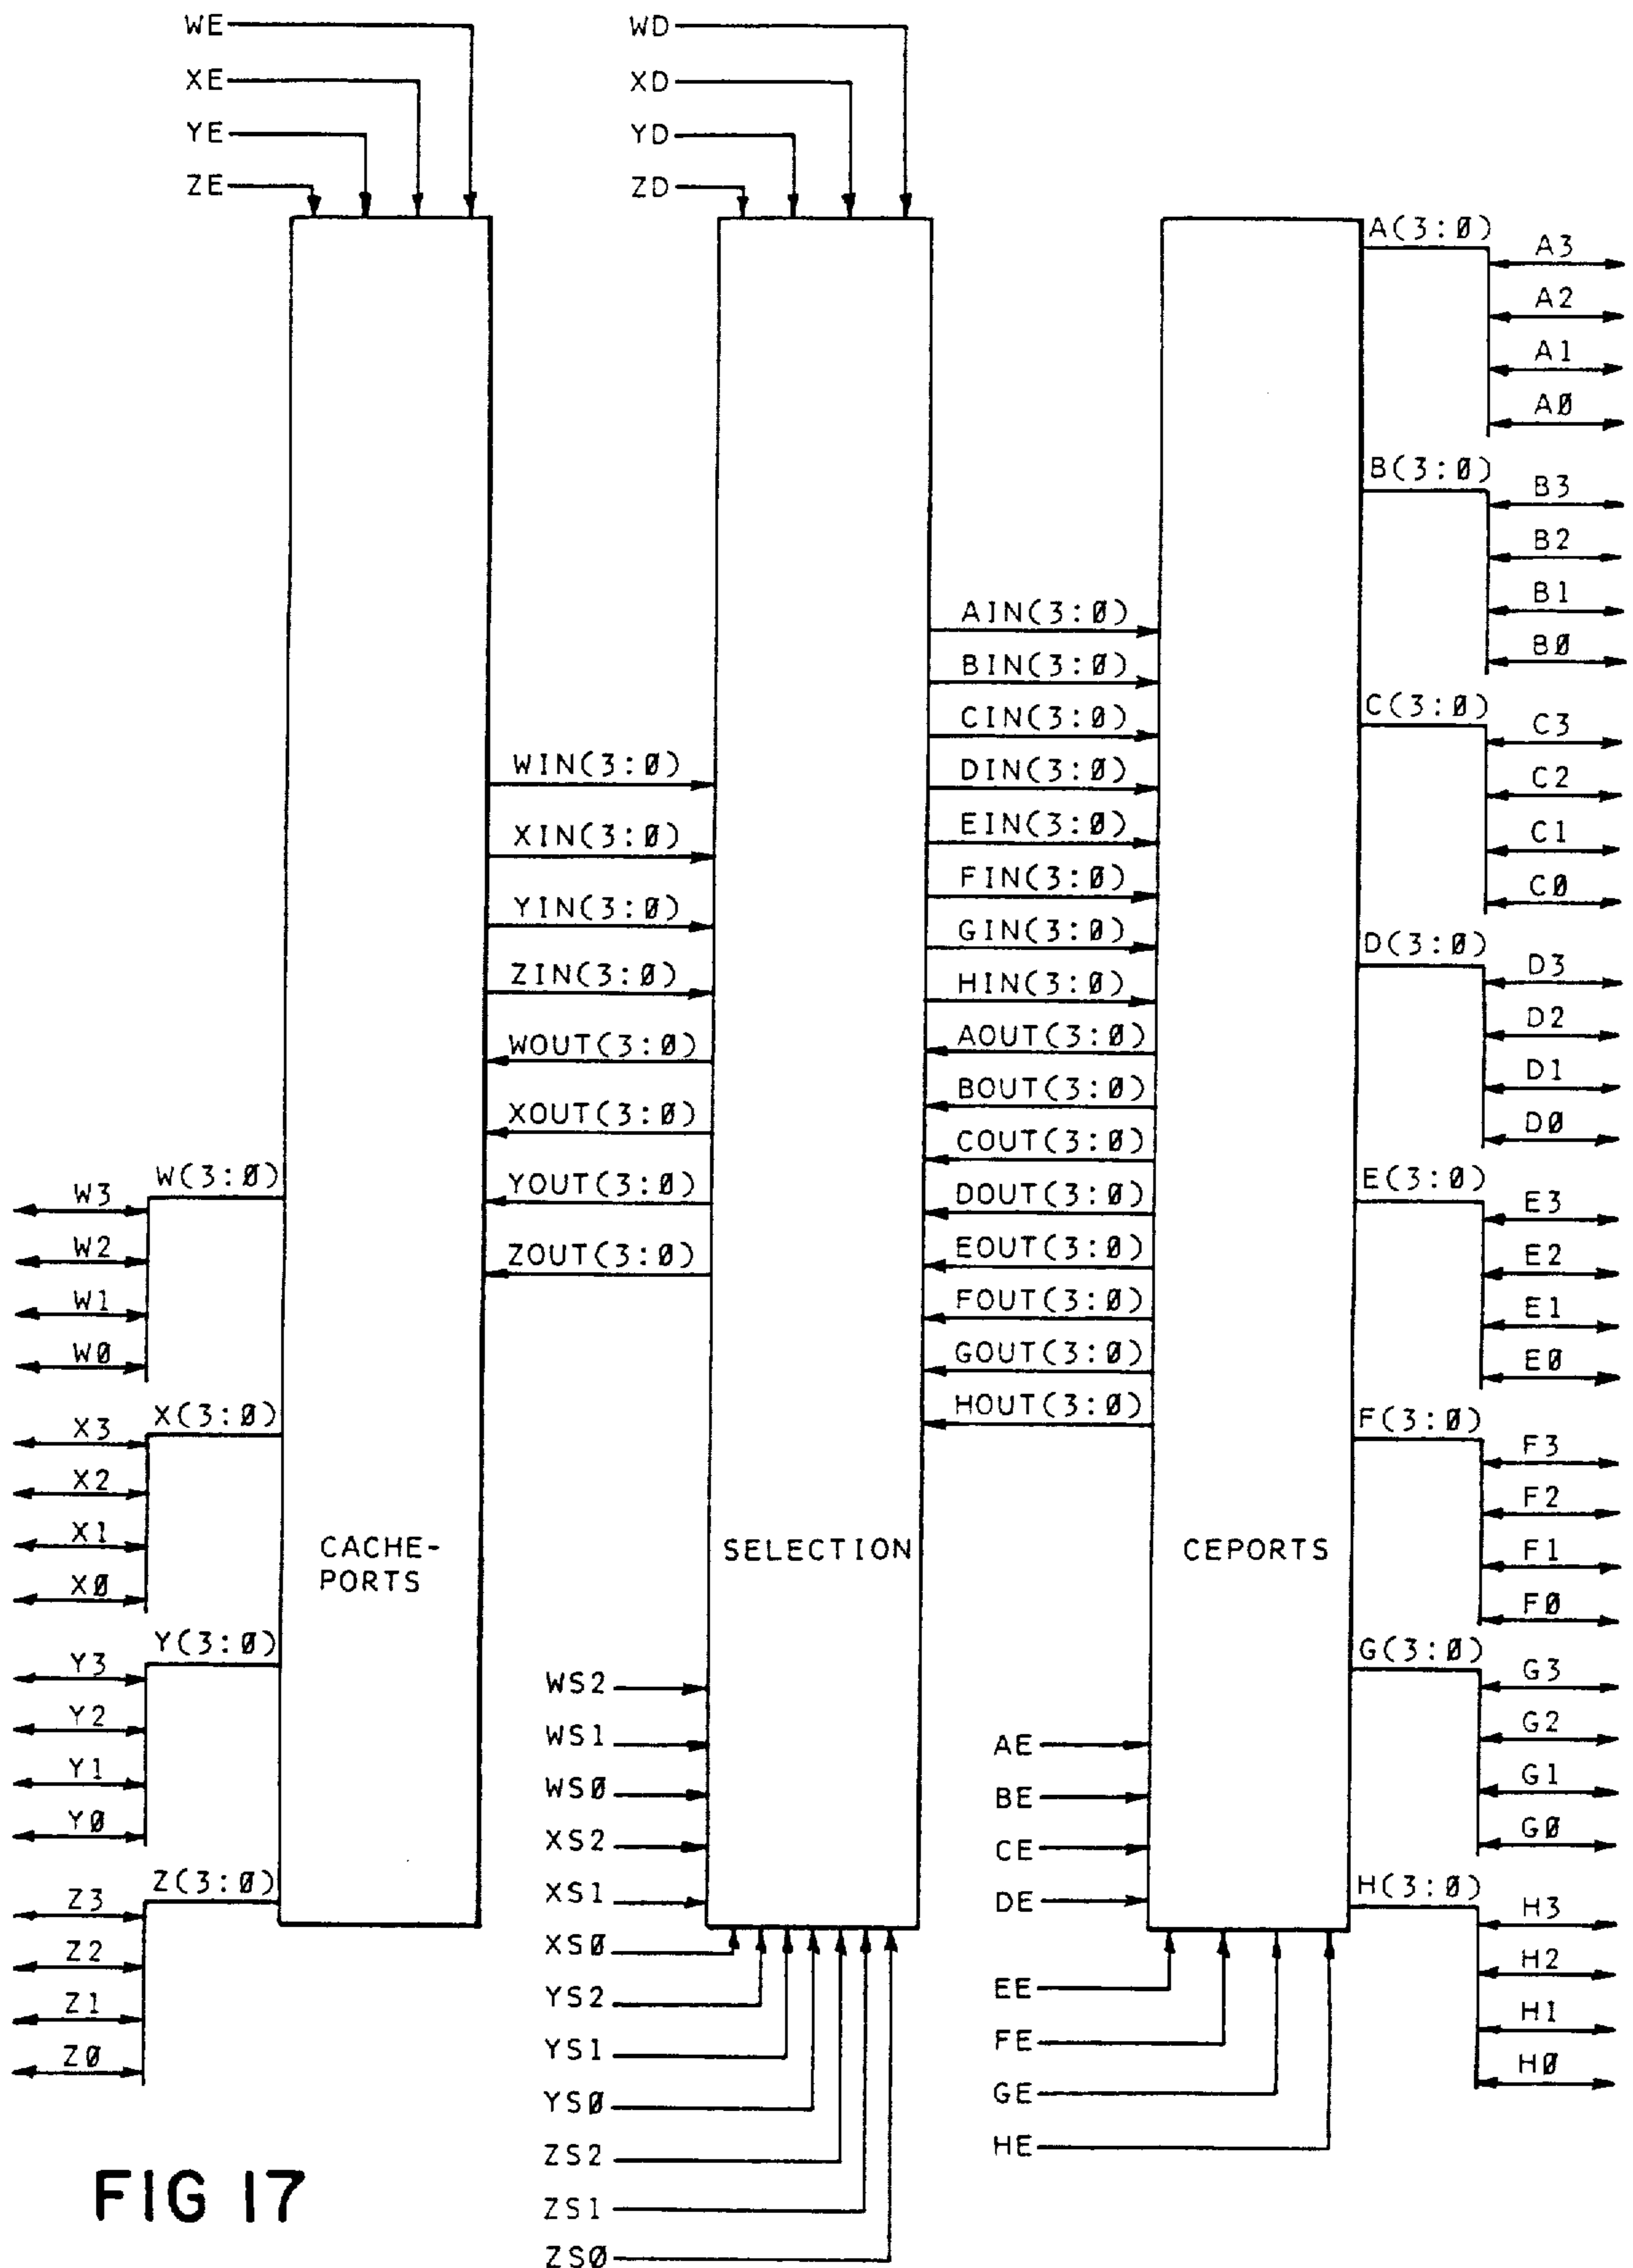 WE
XE
YE
ZE
WD
XD
YD
ZD
A(3:Ø)
A3
A2
A1
AØ
B(3:Ø)
B3
B2
B1
BØ
C(3:Ø)
C3
C2
C1
CØ
D(3:Ø)
D3
D2
D1
DØ
E(3:Ø)
E3
E2
E1
EØ
F(3:Ø)
F3
F2
F1
FØ
G(3:Ø)
G3
G2
G1
GØ
H(3:Ø)
H3
H2
H1
HØ
AIN(3:Ø)
BIN(3:Ø)
CIN(3:Ø)
DIN(3:Ø)
EIN(3:Ø)
FIN(3:Ø)
GIN(3:Ø)
HIN(3:Ø)
AOUT(3:Ø)
BOUT(3:Ø)
COUT(3:Ø)
DOUT(3:Ø)
EOUT(3:Ø)
FOUT(3:Ø)
GOUT(3:Ø)
HOUT(3:Ø)
WIN(3:Ø)
XIN(3:Ø)
YIN(3:Ø)
ZIN(3:Ø)
WOUT(3:Ø)
XOUT(3:Ø)
YOUT(3:Ø)
ZOUT(3:Ø)
W(3:Ø)
W3
W2
W1
WØ
X(3:Ø)
X3
X2
X1
XØ
Y(3:Ø)
Y3
Y2
Y1
YØ
Z(3:Ø)
Z3
Z2
Z1
ZØ
CACHE-
PORTS
SELECTION
CEPORTS
WS2
WS1
WSØ
XS2
XS1
XSØ
YS2
YS1
YSØ
ZS2
ZS1
ZSØ
AE
BE
CE
DE
EE
FE
GE
HE
FIG 17